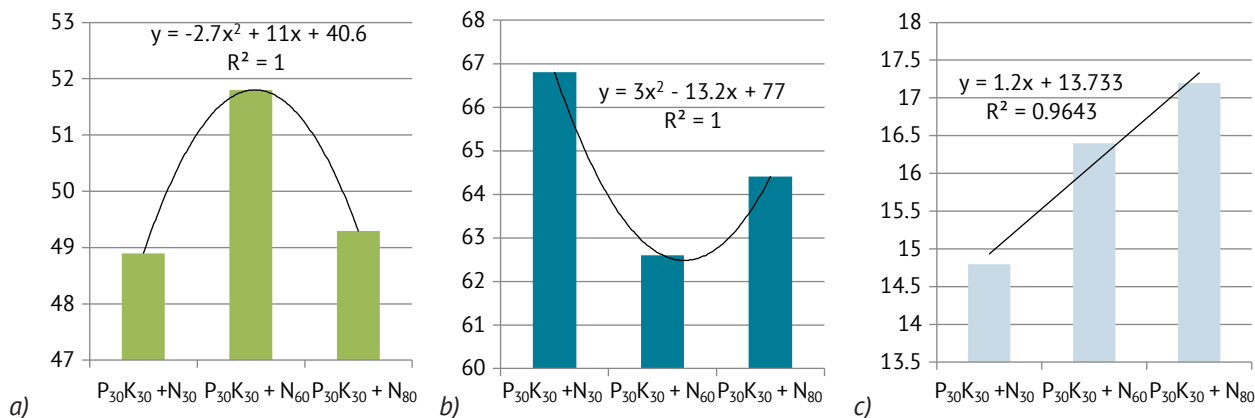 53
52
51
50
49
48
47
y = -2.7x² + 11x + 40.6
R² = 1
P₃₀K₃₀ +N₃₀ P₃₀K₃₀ + N₆₀ P₃₀K₃₀ + N₈₀
a)
68
67
66
65
64
63
62
61
60
y = 3x² - 13.2x + 77
R² = 1
P₃₀K₃₀ +N₃₀ P₃₀K₃₀ + N₆₀ P₃₀K₃₀ + N₈₀
b)
18
17.5
17
16.5
16
15.5
15
14.5
14
13.5
y = 1.2x + 13.733
R² = 0.9643
P₃₀K₃₀ +N₃₀ P₃₀K₃₀ + N₆₀ P₃₀K₃₀ + N₈₀
c)